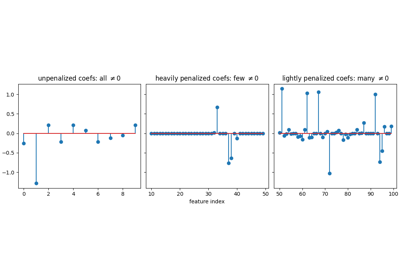 unpenalized coefs: all ≠0
heavily penalized coefs: few ≠0
lightly penalized coefs: many ≠0
1.0
0.5
0.0
−0.5
−1.0
0 2 4 6 8
10 20 30 40 50
50 60 70 80 90 100
feature index